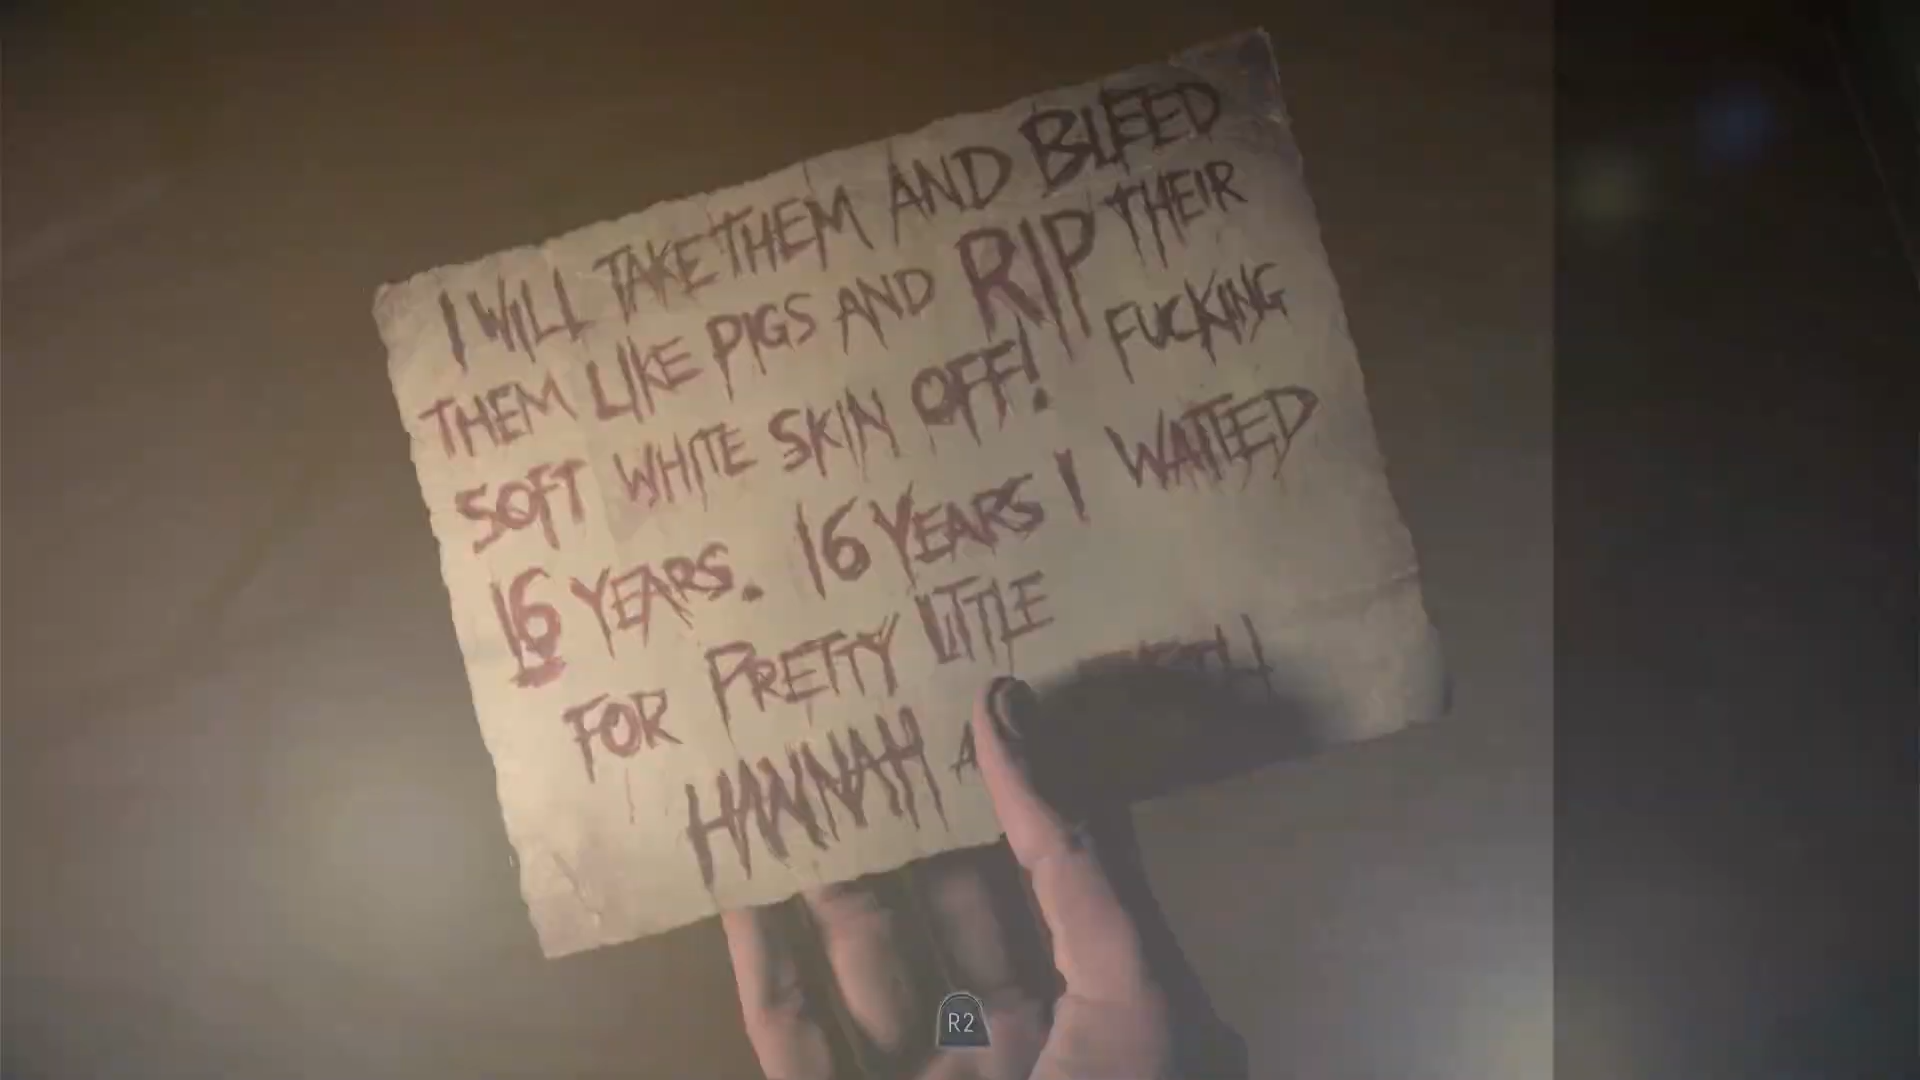 I WILL TAKE THEM AND BLEED
THEM LIKE PIGS AND RIP THEIR
SOFT WHITE SKIN OFF! FUCKING
16 YEARS. 16 YEARS I WAITED
FOR PRETTY LITTLE
HANNAH
R2